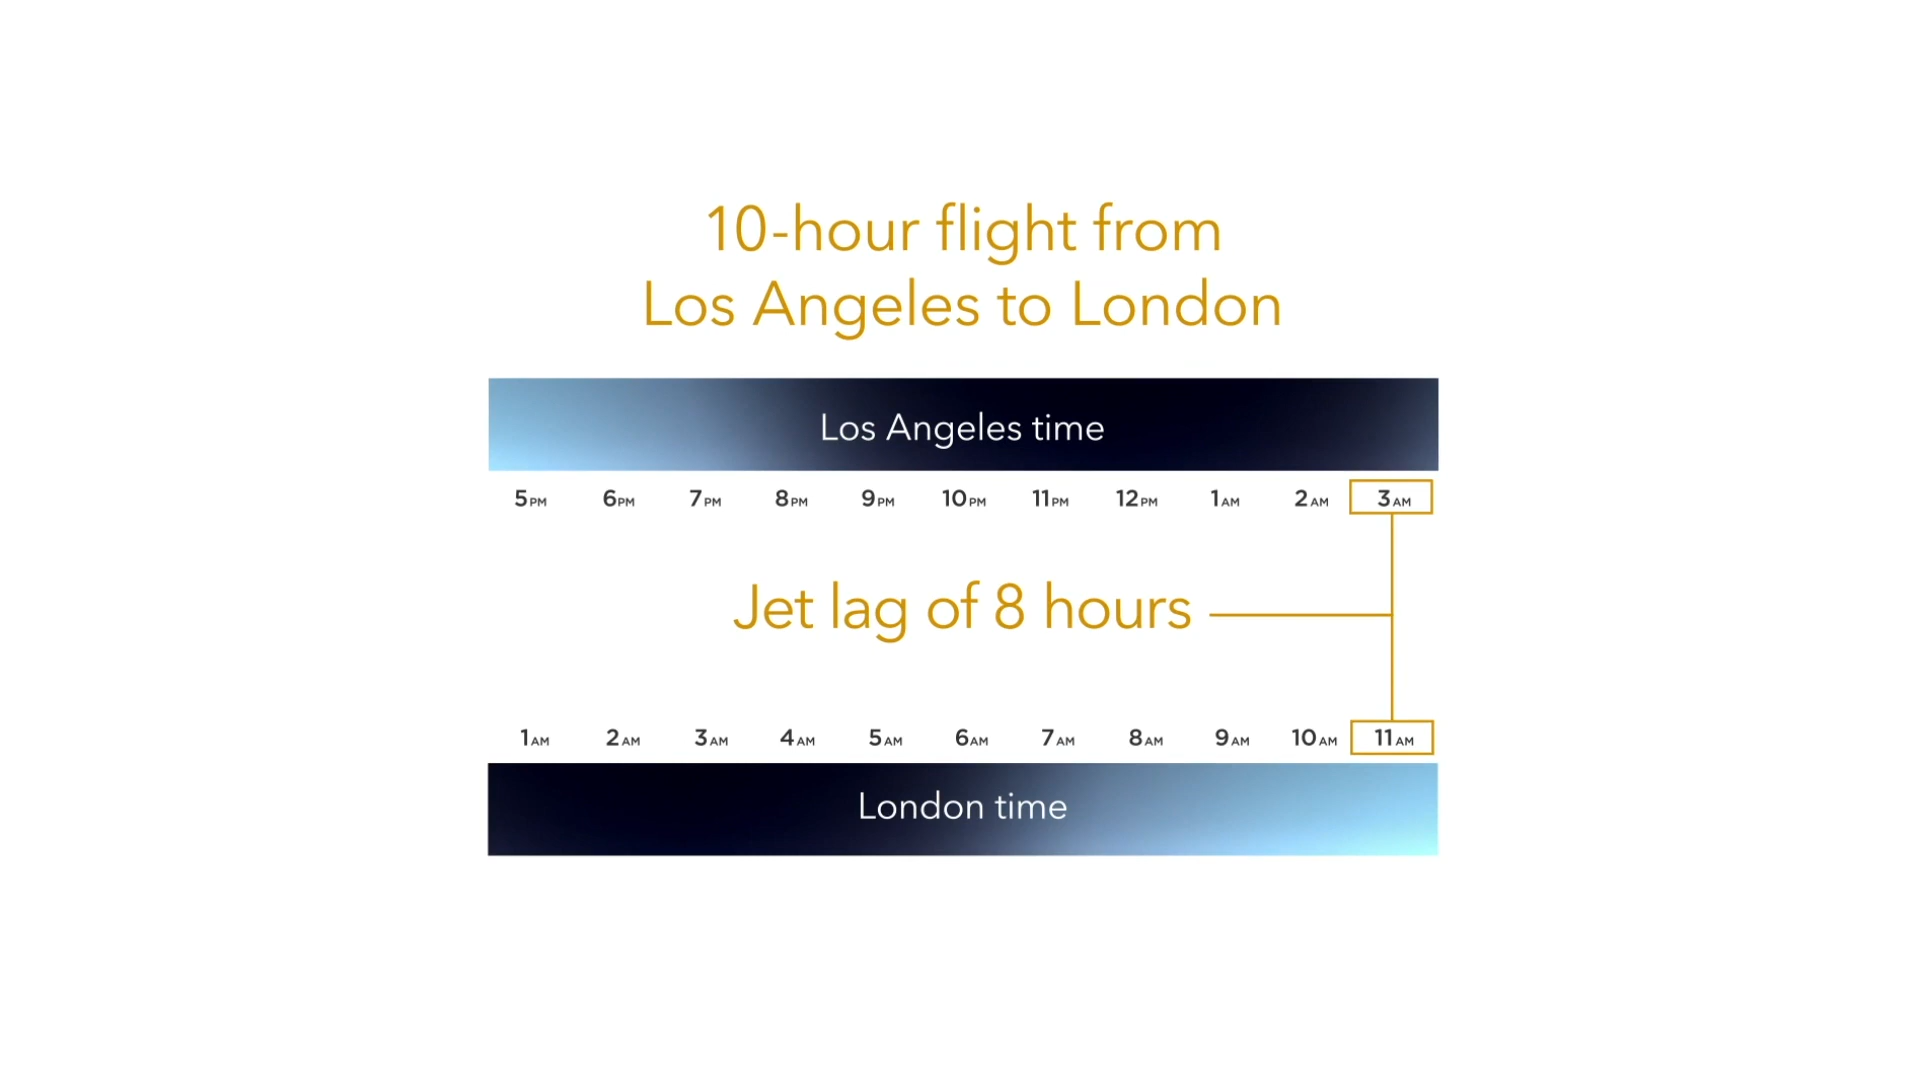 10-hour flight from
Los Angeles to London
Los Angeles time
5PM 6PM 7PM 8PM 9PM 10PM 11PM 12PM 1AM 2AM 3AM
Jet lag of 8 hours
1AM 2AM 3AM 4AM 5AM 6AM 7AM 8AM 9AM 10AM 11AM
London time